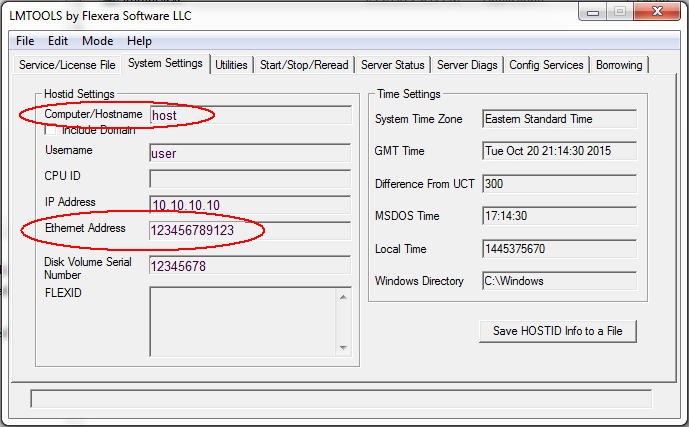 LMTOOLS by Flexera Software LLC
File Edit Mode Help
Service/License File System Settings Utilities Start/Stop/Reread Server Status Server Diags Config Services Borrowing
Hostid Settings
Computer/Hostname host
Include Domain
Username user
CPU ID
IP Address 10.10.10.10
Ethernet Address 123456789123
Disk Volume Serial
Number 12345678
FLEXID
Time Settings
System Time Zone Eastern Standard Time
GMT Time Tue Oct 20 21:14:30 2015
Difference From UCT 300
MSDOS Time 17:14:30
Local Time 1445375670
Windows Directory C:\Windows
Save HOSTID Info to a File